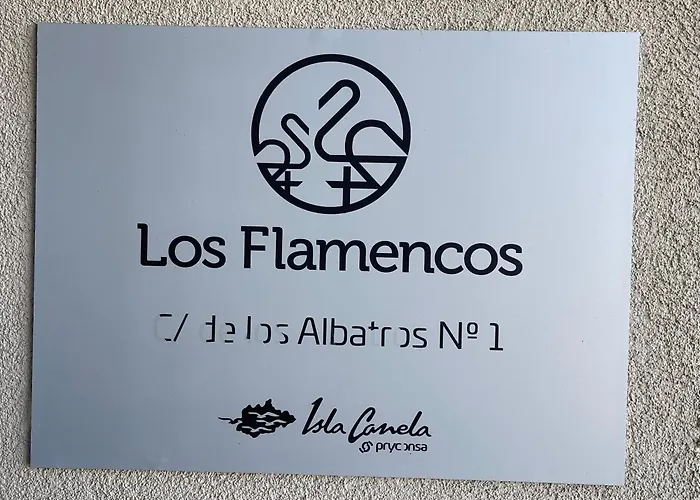 Los Flamencos
C/ de los Albatros Nº 1
Isla Canela
pryconsa